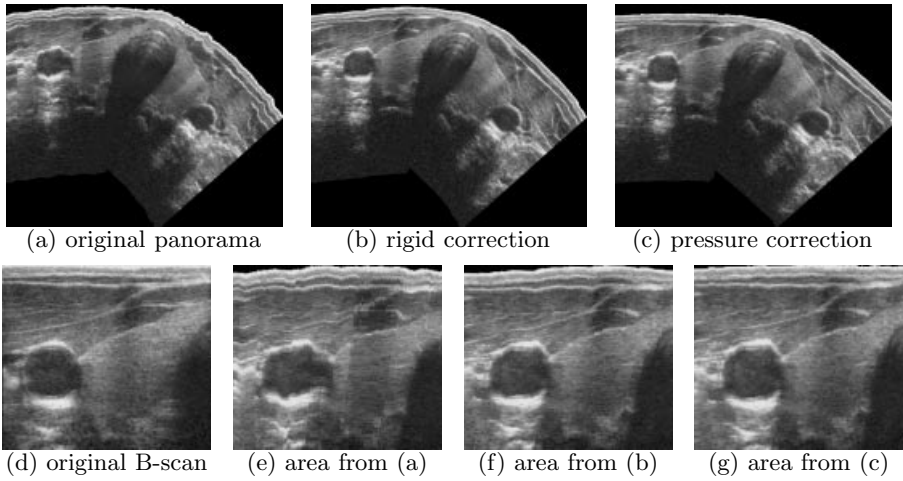 (a) original panorama
(b) rigid correction
(c) pressure correction
(d) original B-scan
(e) area from (a)
(f) area from (b)
(g) area from (c)